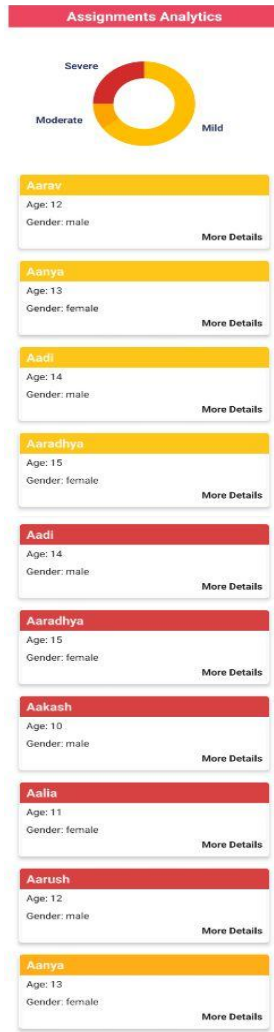 Assignments Analytics
Severe
Moderate
Mild
Aarav
Age: 12
Gender: male
More Details
Aanya
Age: 13
Gender: female
More Details
Aadi
Age: 14
Gender: male
More Details
Aaradhya
Age: 15
Gender: female
More Details
Aadi
Age: 14
Gender: male
More Details
Aaradhya
Age: 15
Gender: female
More Details
Aakash
Age: 10
Gender: male
More Details
Aalia
Age: 11
Gender: female
More Details
Aarush
Age: 12
Gender: male
More Details
Aanya
Age: 13
Gender: female
More Details